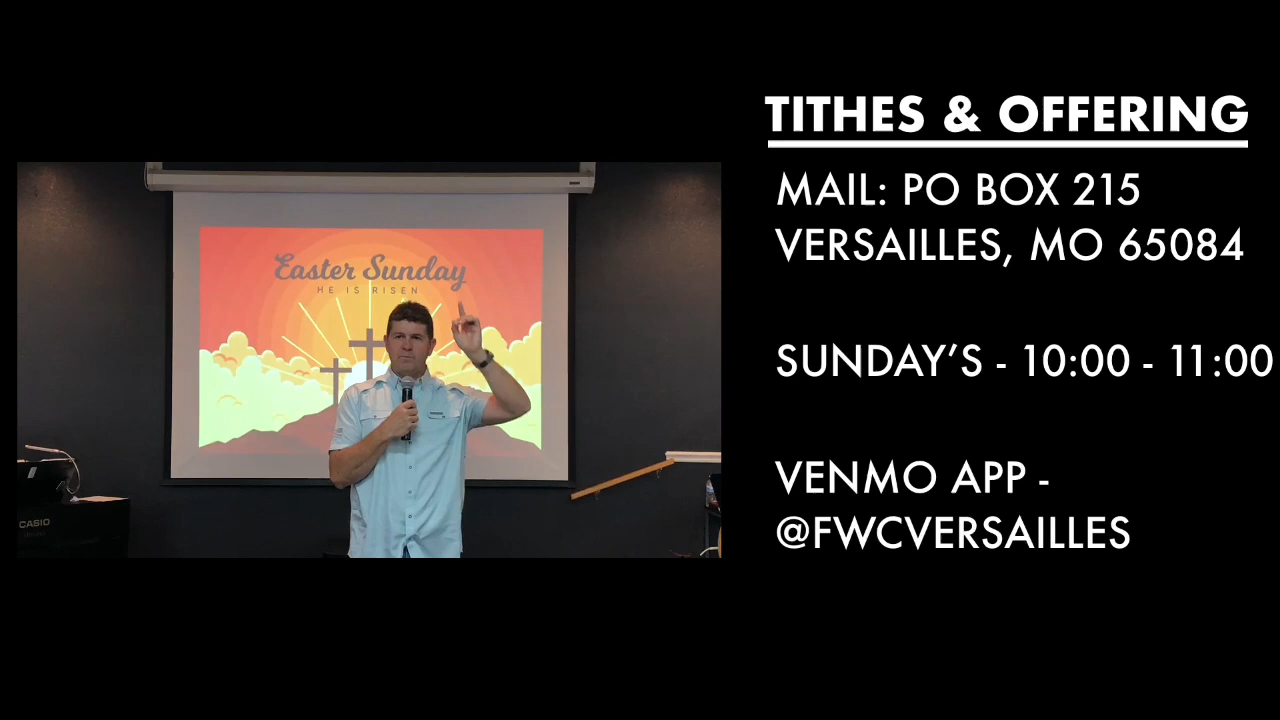 TITHES & OFFERING
MAIL: PO BOX 215
VERSAILLES, MO 65084
SUNDAY’S - 10:00 - 11:00
VENMO APP -
@FWCVERSAILLES
Easter Sunday
HE IS RISEN
CASIO